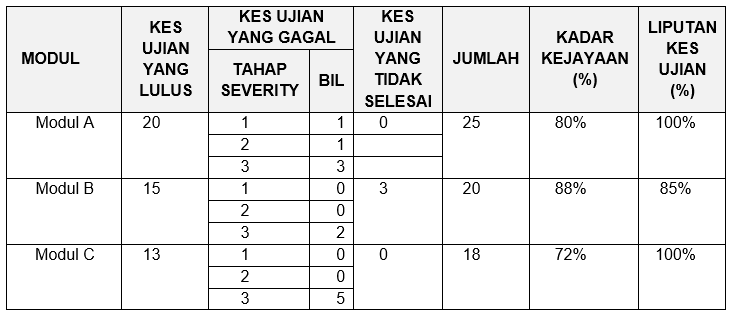 MODUL
KES
UJIAN
YANG
LULUS
KES UJIAN
YANG GAGAL
TAHAP
SEVERITY
BIL
KES
UJIAN
YANG
TIDAK
SELESAI
JUMLAH
KADAR
KEJAYAAN
(%)
LIPUTAN
KES
UJIAN
(%)
Modul A 20 1 1 0 25 80% 100%
2 1
3 3
Modul B 15 1 0 3 20 88% 85%
2 0
3 2
Modul C 13 1 0 0 18 72% 100%
2 0
3 5